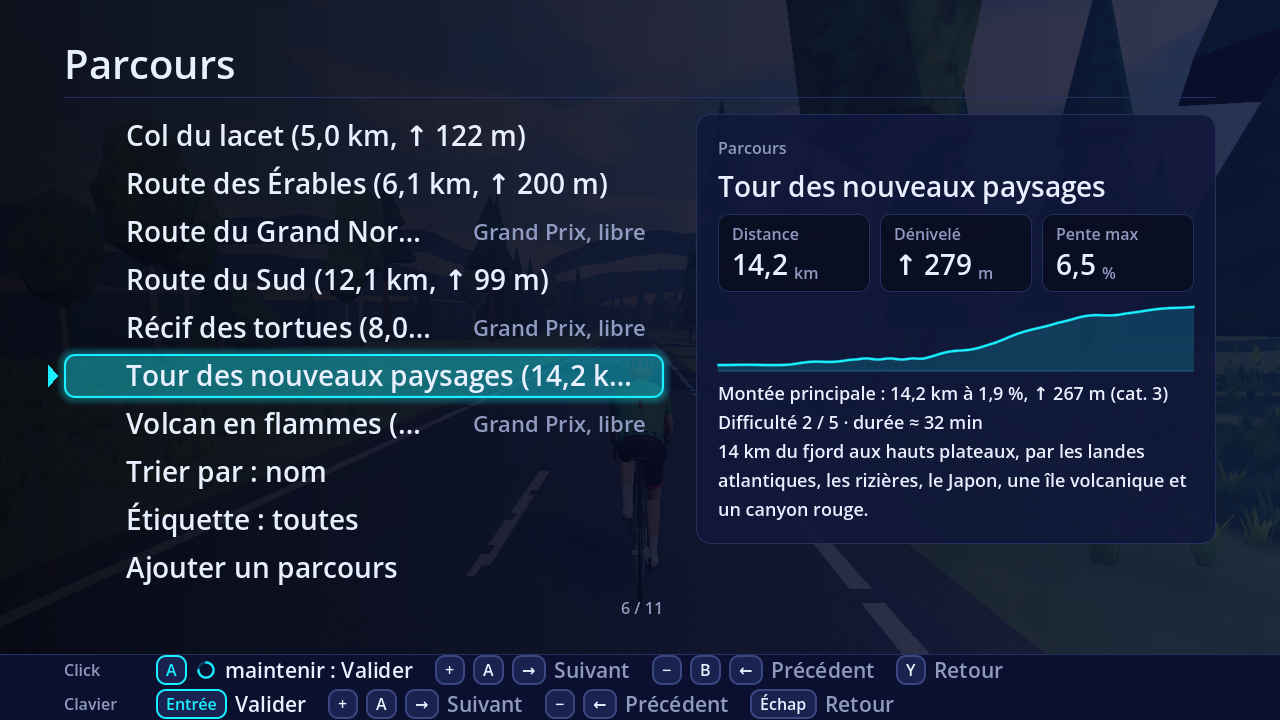 Parcours
Col du lacet (5,0 km, ↑ 122 m)
Route des Érables (6,1 km, ↑ 200 m)
Route du Grand Nor... Grand Prix, libre
Route du Sud (12,1 km, ↑ 99 m)
Récif des tortues (8,0... Grand Prix, libre
Tour des nouveaux paysages (14,2 k...
Volcan en flammes (... Grand Prix, libre
Trier par : nom
Étiquette : toutes
Ajouter un parcours
6 / 11
Parcours
Tour des nouveaux paysages
Distance Dénivelé Pente max
14,2 km ↑ 279 m 6,5 %
Montée principale : 14,2 km à 1,9 %, ↑ 267 m (cat. 3)
Difficulté 2 / 5 · durée ≈ 32 min
14 km du fjord aux hauts plateaux, par les landes
atlantiques, les rizières, le Japon, une île volcanique et
un canyon rouge.
Click A maintenir : Valider + A → Suivant − B ← Précédent Y Retour
Clavier Entrée Valider + A → Suivant − ← Précédent Échap Retour